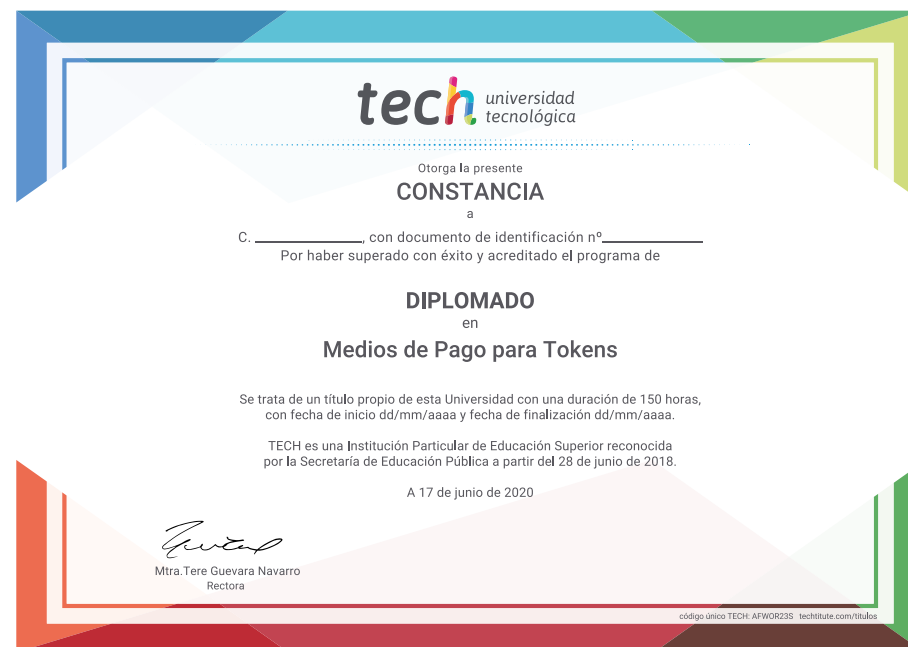 tech universidad
tecnológica
Otorga la presente
CONSTANCIA
a
C. ____________, con documento de identificación nº____________
Por haber superado con éxito y acreditado el programa de
DIPLOMADO
en
Medios de Pago para Tokens
Se trata de un título propio de esta Universidad con una duración de 150 horas,
con fecha de inicio dd/mm/aaaa y fecha de finalización dd/mm/aaaa.
TECH es una Institución Particular de Educación Superior reconocida
por la Secretaría de Educación Pública a partir del 28 de junio de 2018.
A 17 de junio de 2020
Mtra.Tere Guevara Navarro
Rectora
código único TECH: AFWOR23S techtitute.com/titulos